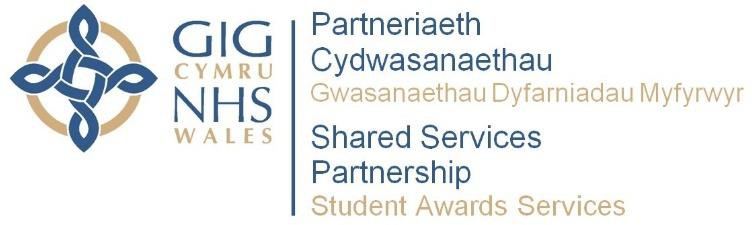 GIG
CYMRU
NHS
WALES
Partneriaeth
Cydwasanaethau
Gwasanaethau Dyfarniadau Myfyrwyr
Shared Services
Partnership
Student Awards Services